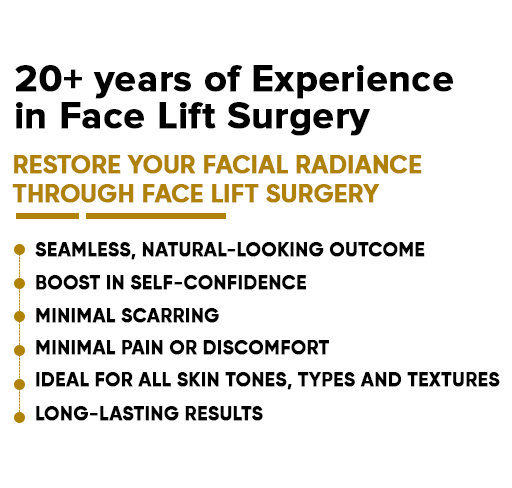 20+ years of Experience
in Face Lift Surgery
RESTORE YOUR FACIAL RADIANCE
THROUGH FACE LIFT SURGERY
SEAMLESS, NATURAL-LOOKING OUTCOME
BOOST IN SELF-CONFIDENCE
MINIMAL SCARRING
MINIMAL PAIN OR DISCOMFORT
IDEAL FOR ALL SKIN TONES, TYPES AND TEXTURES
LONG-LASTING RESULTS